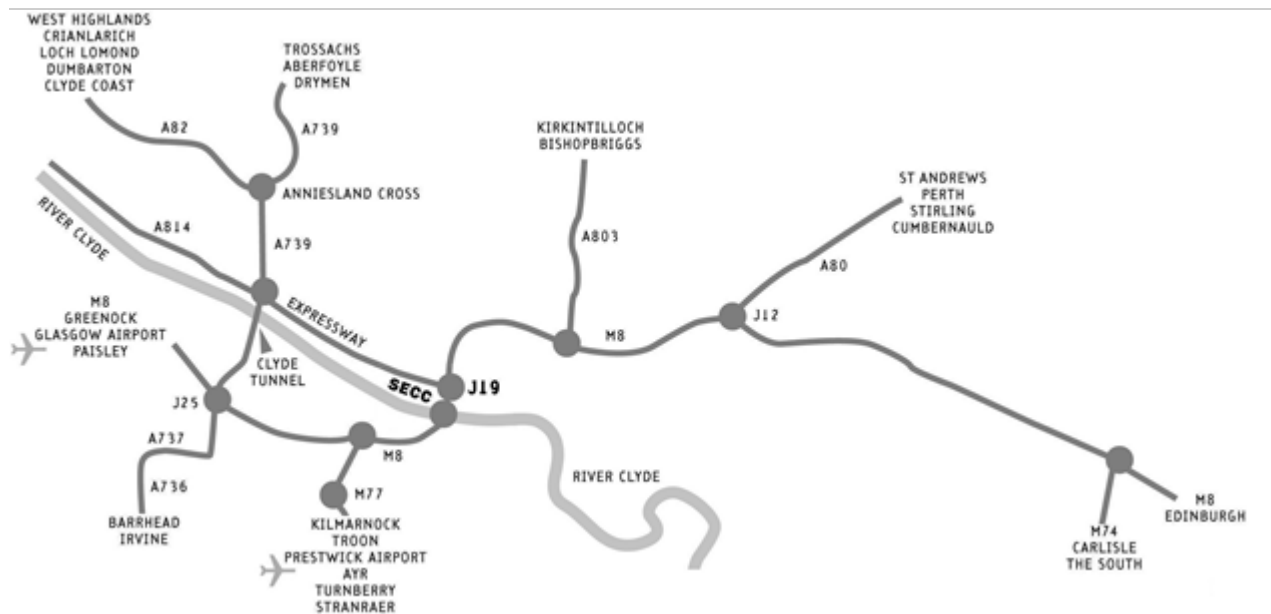 WEST HIGHLANDS
CRIANLARICH
LOCH LOMOND
DUMBARTON
CLYDE COAST
TROSSACHS
ABERFOYLE
DRYMEN
A82
A739
KIRKINTILLOCH
BISHOPBRIGGS
ANNIESLAND CROSS
ST ANDREWS
PERTH
STIRLING
CUMBERNAULD
RIVER CLYDE
A814
A739
A803
A80
M8
GREENOCK
GLASGOW AIRPORT
PAISLEY
EXPRESSWAY
CLYDE
TUNNEL
M8
J12
SECC
J19
J25
A737
M8
A736
M77
RIVER CLYDE
BARRHEAD
IRVINE
KILMARNOCK
TROON
PRESTWICK AIRPORT
AYR
TURNBERRY
STRANRAER
M8
EDINBURGH
M74
CARLISLE
THE SOUTH